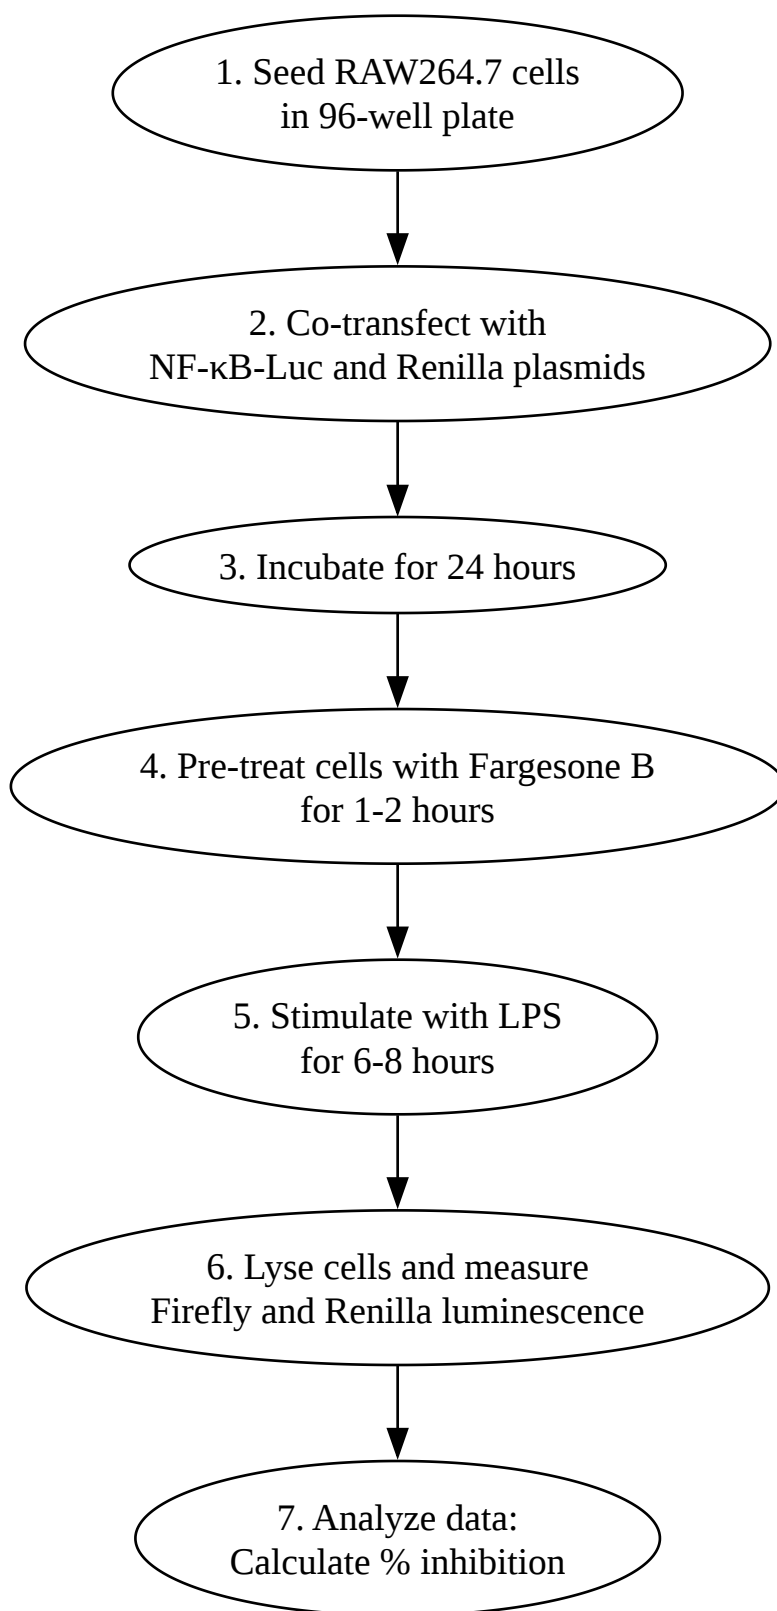 1. Seed RAW264.7 cells
in 96-well plate
2. Co-transfect with
NF-κB-Luc and Renilla plasmids
3. Incubate for 24 hours
4. Pre-treat cells with Fargesone B
for 1-2 hours
5. Stimulate with LPS
for 6-8 hours
6. Lyse cells and measure
Firefly and Renilla luminescence
7. Analyze data:
Calculate % inhibition